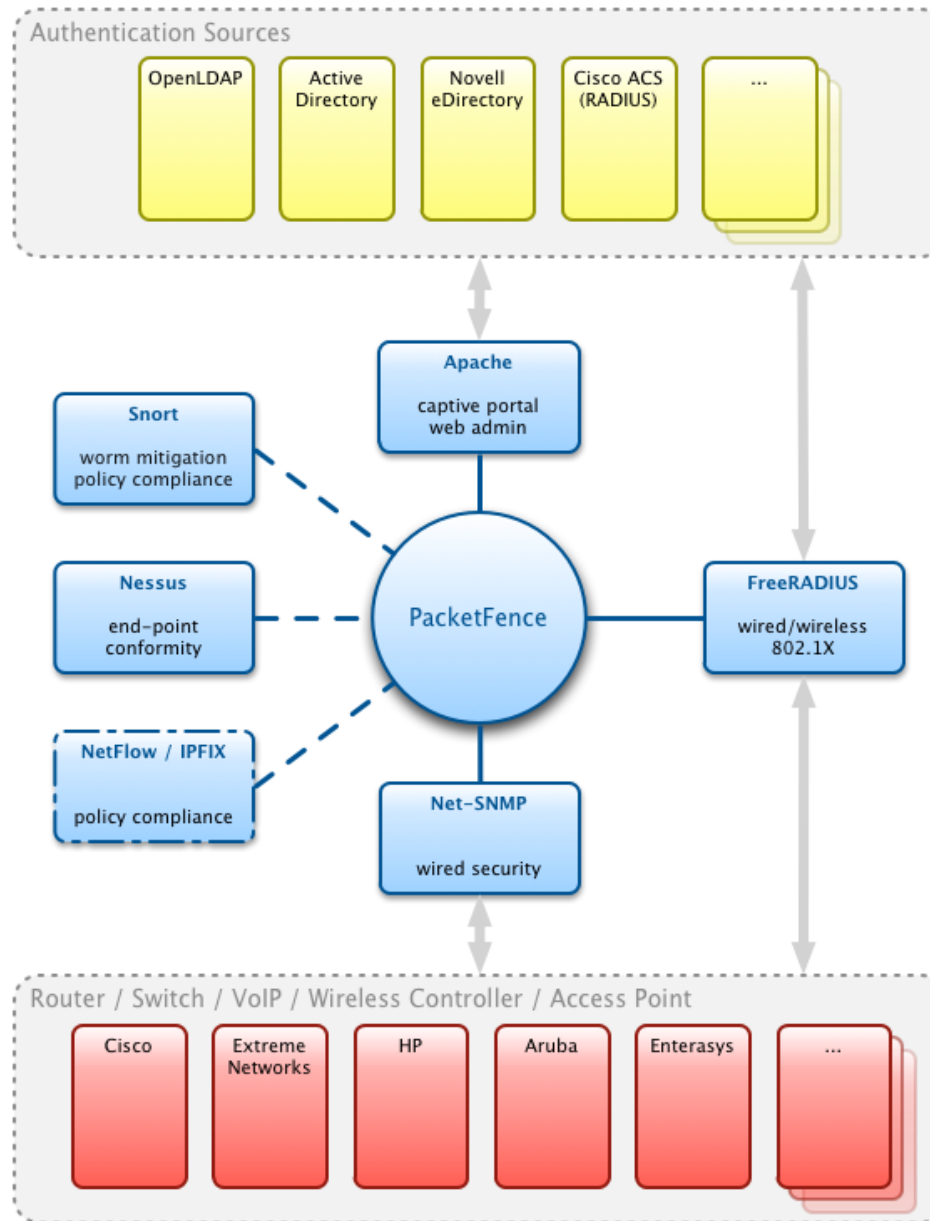 Authentication Sources
OpenLDAP
Active
Directory
Novell
eDirectory
Cisco ACS
(RADIUS)
...
Apache
captive portal
web admin
Snort
worm mitigation
policy compliance
Nessus
end-point
conformity
PacketFence
FreeRADIUS
wired/wireless
802.1X
NetFlow / IPFIX
policy compliance
Net-SNMP
wired security
Router / Switch / VoIP / Wireless Controller / Access Point
Cisco
Extreme
Networks
HP
Aruba
Enterasys
...